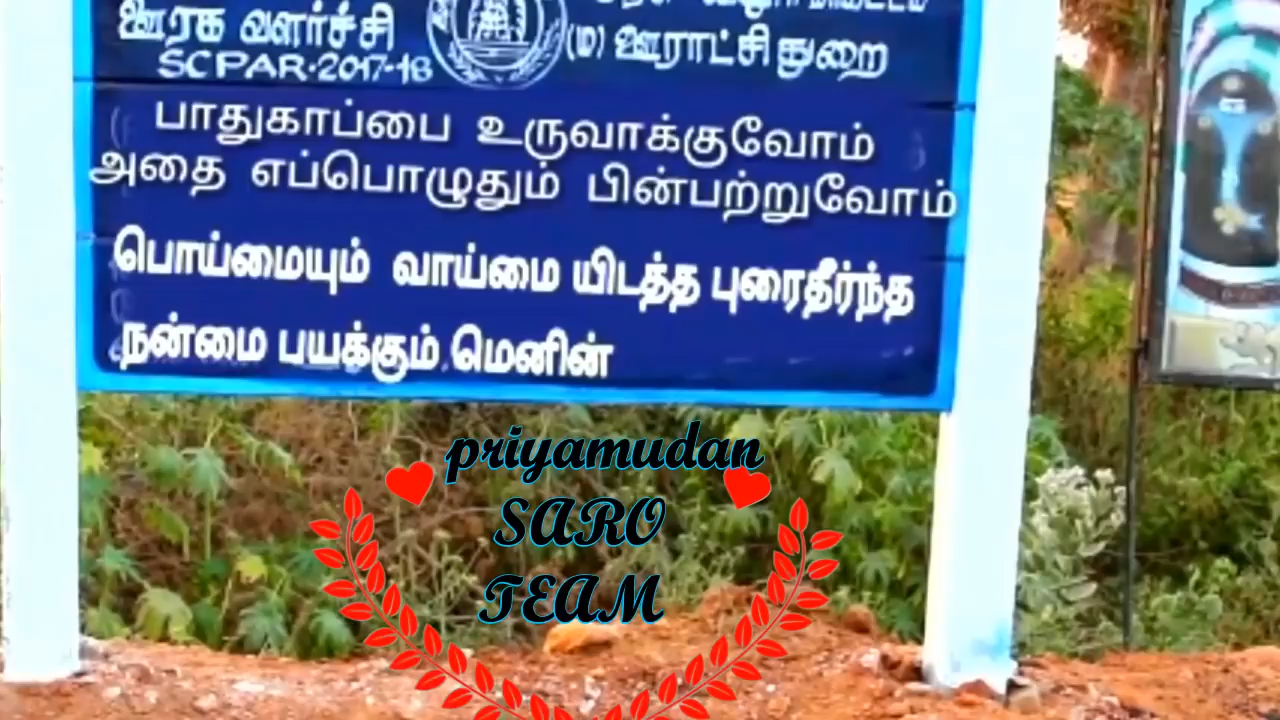 ஊரக வளர்ச்சி
(ம) ஊராட்சி துறை
SCPAR-2017-18
பாதுகாப்பை உருவாக்குவோம்
அதை எப்பொழுதும் பின்பற்றுவோம்
பொய்மையும் வாய்மை யிடத்த புரைதீர்ந்த
நன்மை பயக்கும் மெனின்
priyamudan
SARO
TEAM